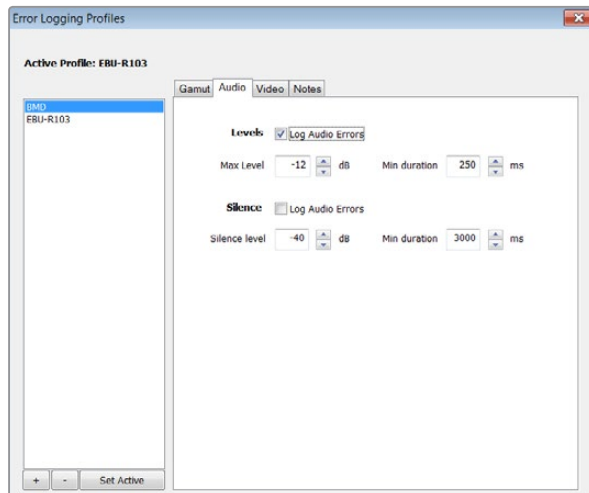 Error Logging Profiles
Active Profile: EBU-R103
Gamut Audio Video Notes
BMD
EBU-R103
Levels Log Audio Errors
Max Level -12 dB Min duration 250 ms
Silence Log Audio Errors
Silence level -40 dB Min duration 3000 ms
+ - Set Active